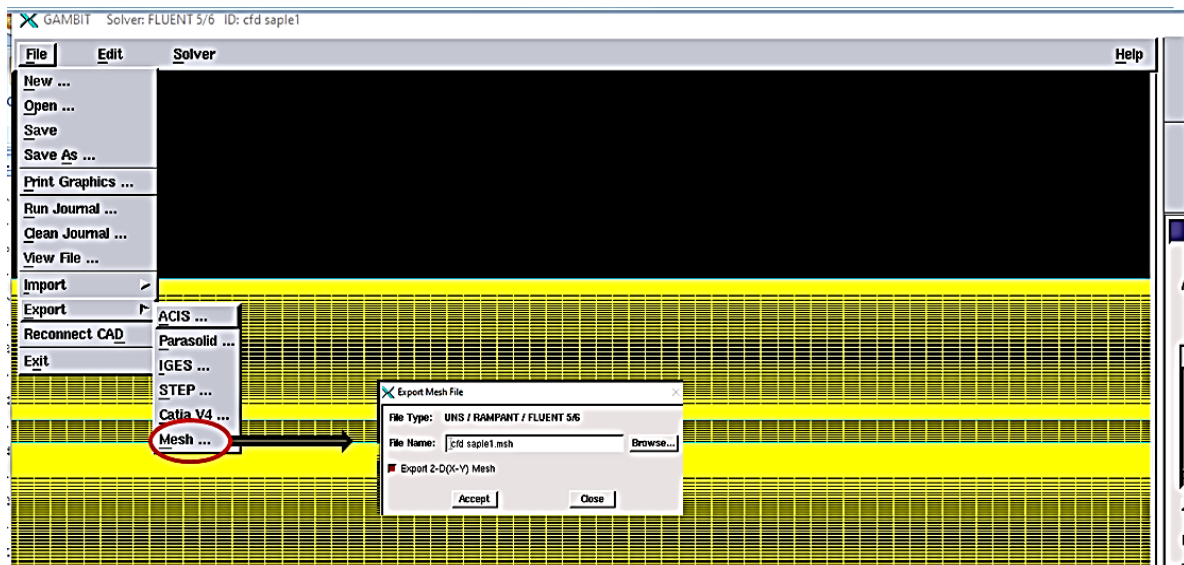 GAMBIT Solver: FLUENT 5/6 ID: cfd saple1
File Edit Solver Help
New ...
Open ...
Save
Save As ...
Print Graphics ...
Run Journal ...
Clean Journal ...
View File ...
Import
Export
Reconnect CAD
Exit
ACIS ...
Parasolid ...
IGES ...
STEP ...
Catia V4 ...
Mesh ...
Export Mesh File
File Type: UNS / RAMPANT / FLUENT 5/6
File Name: cfd saple1.msh Browse...
Export 2-D(X-Y) Mesh
Accept Close